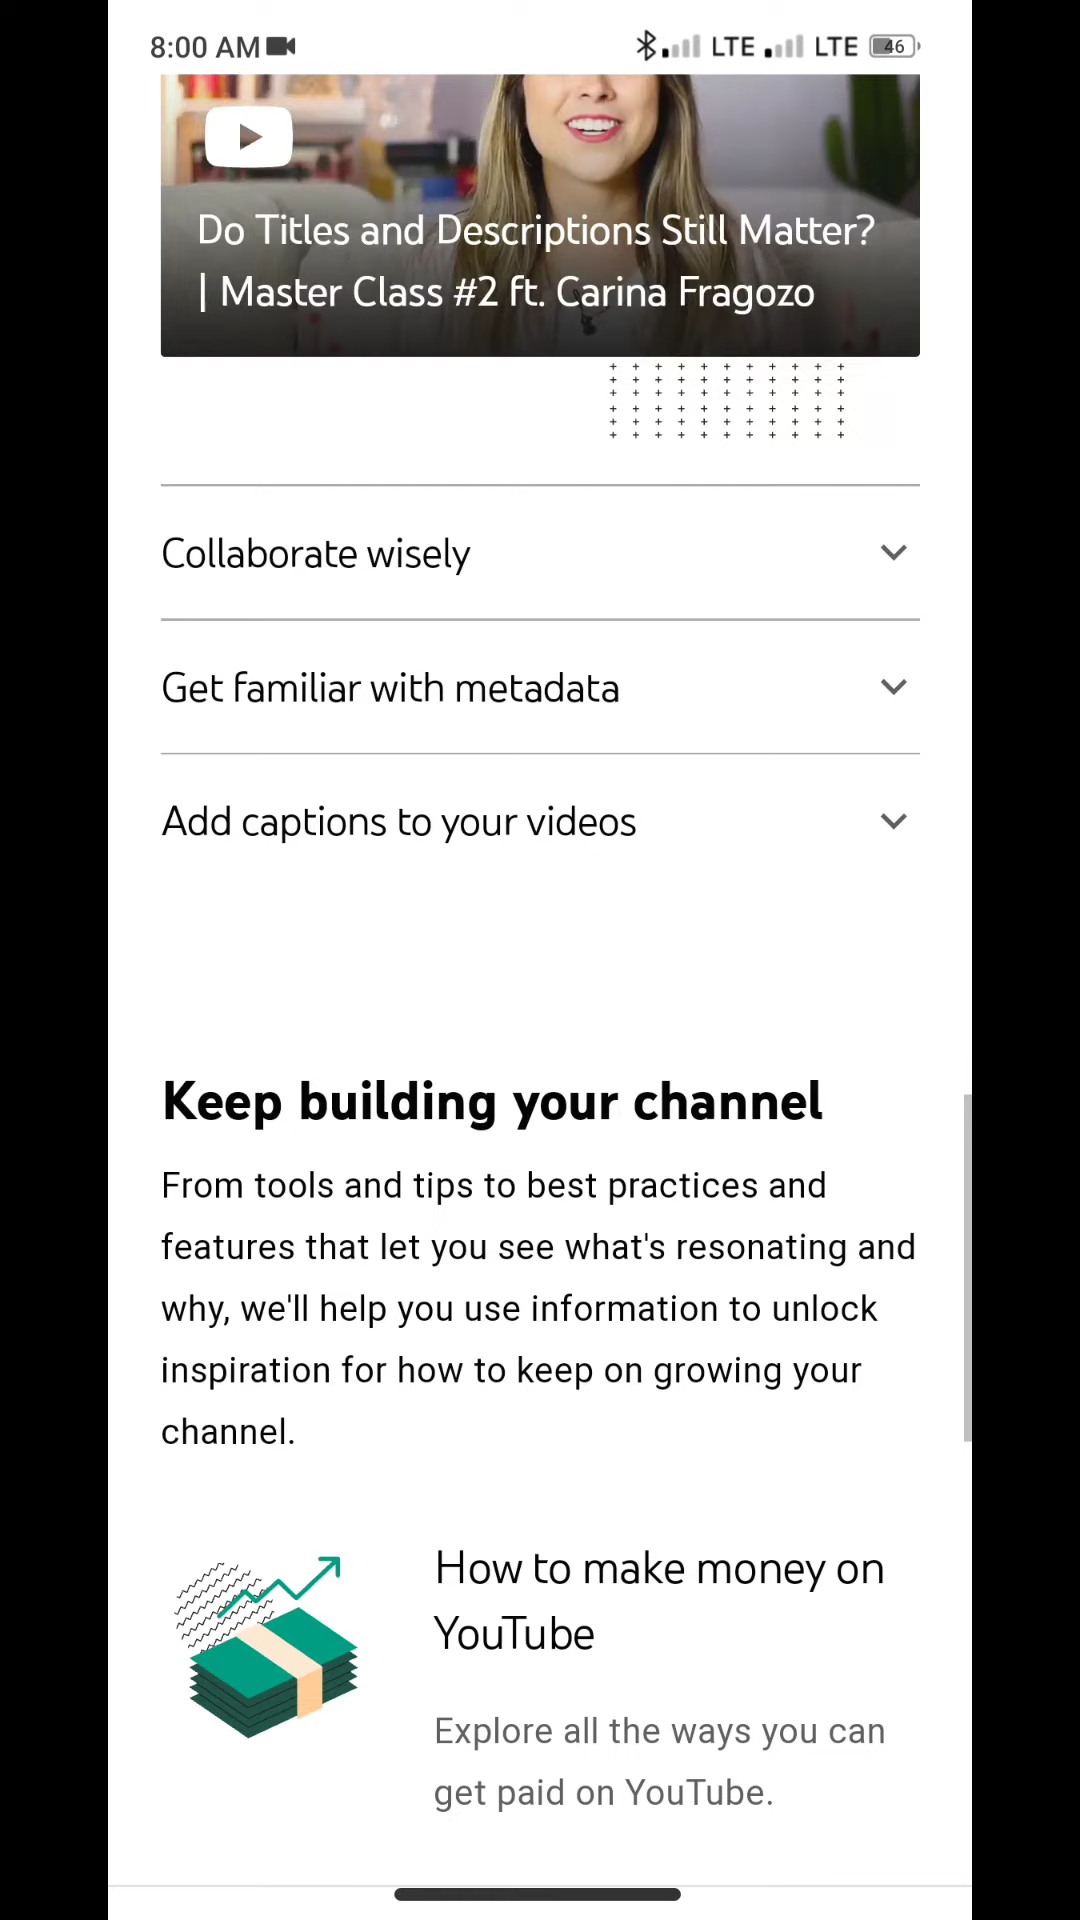 8:00 AM LTE LTE 46
Do Titles and Descriptions Still Matter?
| Master Class #2 ft. Carina Fragozo
Collaborate wisely
Get familiar with metadata
Add captions to your videos
Keep building your channel
From tools and tips to best practices and
features that let you see what's resonating and
why, we'll help you use information to unlock
inspiration for how to keep on growing your
channel.
How to make money on
YouTube
Explore all the ways you can
get paid on YouTube.